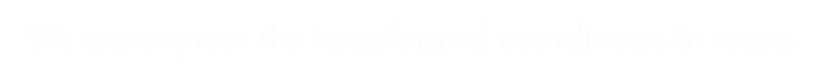 We can express the transformed coordinates in terms